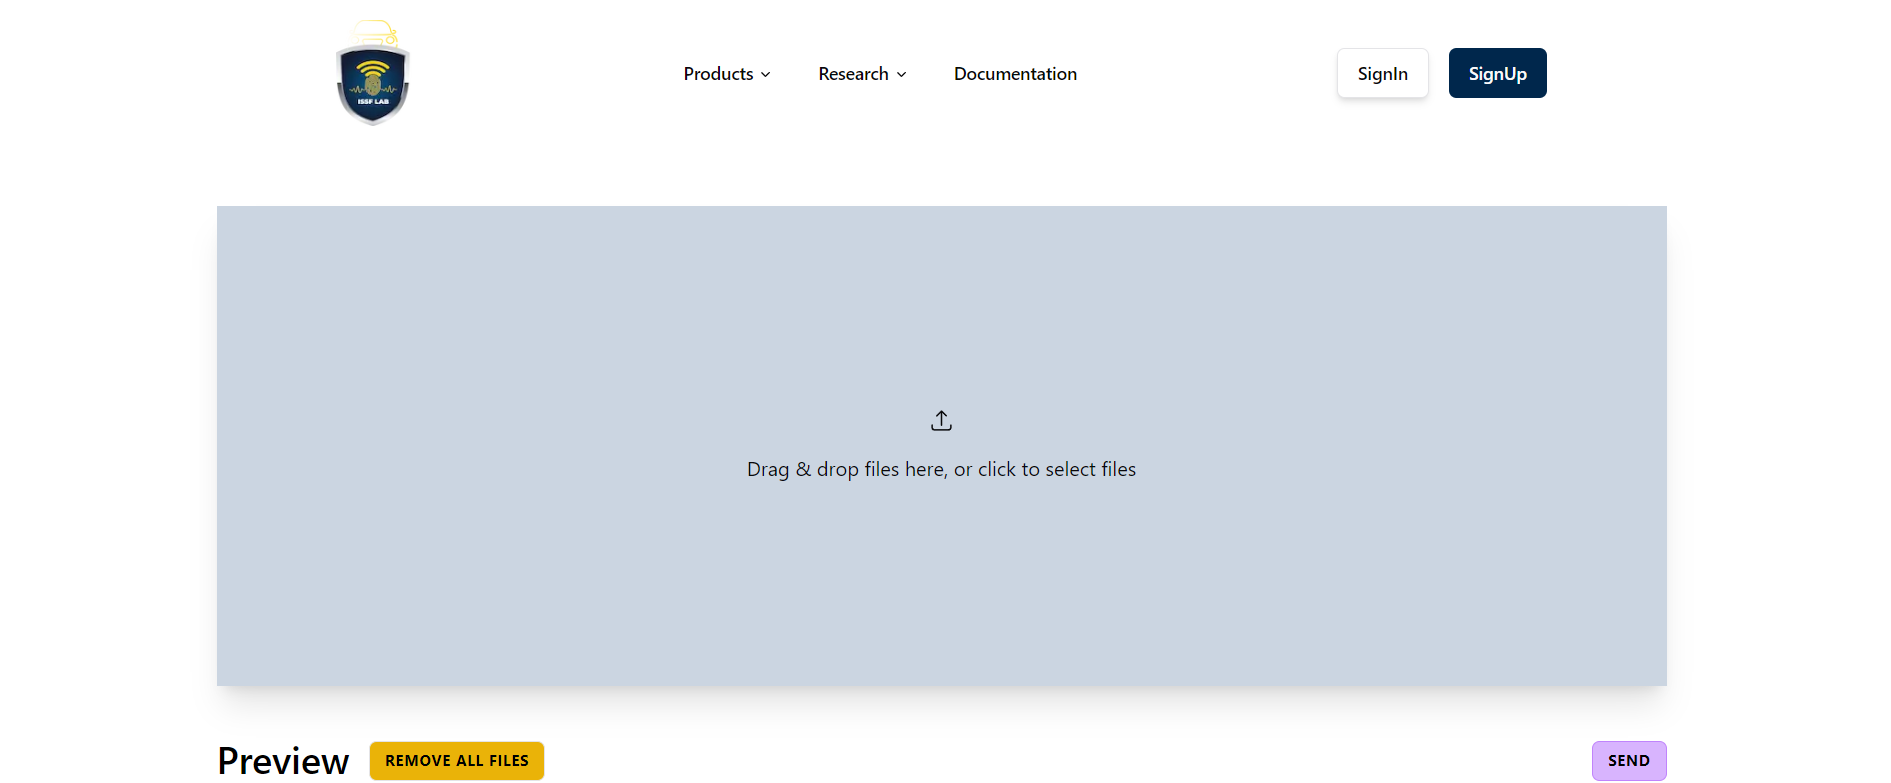 ISSF LAB
Products
Research
Documentation
SignIn
SignUp
Drag & drop files here, or click to select files
Preview
REMOVE ALL FILES
SEND